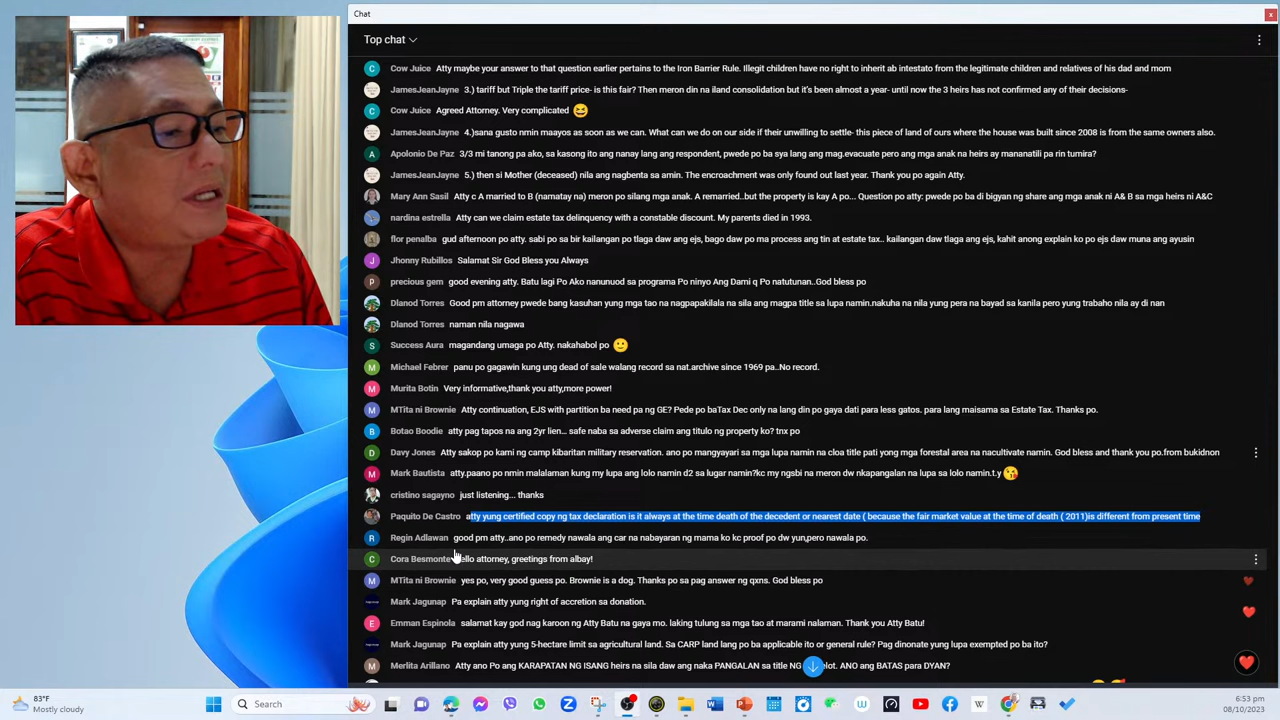 Chat
Top chat
Cow Juice Atty maybe your answer to that question earlier pertains to the Iron Barrier Rule. Illegit children have no right to inherit ab intestato from the legitimate children and relatives of his dad and mom
JamesJeanJayne 3.) tariff but Triple the tariff price- is this fair? Then meron din na iland consolidation but it's been almost a year- until now the 3 heirs has not confirmed any of their decisions-
Cow Juice Agreed Attorney. Very complicated
JamesJeanJayne 4.)sana gusto nmin maayos as soon as we can. What can we do on our side if their unwilling to settle- this piece of land of ours where the house was built since 2008 is from the same owners also.
A Apolonio De Paz 3/3 mi tanong pa ako, sa kasong ito ang nanay lang ang respondent, pwede po ba sya lang ang mag.evacuate pero ang mga anak na heirs ay mananatili pa rin tumira?
JamesJeanJayne 5.) then si Mother (deceased) nila ang nagbenta sa amin. The encroachment was only found out last year. Thank you po again Atty.
Mary Ann Sasil Atty c A married to B (namatay na) meron po silang mga anak. A remarried..but the property is kay A po... Question po atty: pwede po ba di bigyan ng share ang mga anak ni A& B sa mga heirs ni A&C
nardina estrella Atty can we claim estate tax delinquency with a constable discount. My parents died in 1993.
flor penalba gud afternoon po atty. sabi po sa bir kailangan po tlaga daw ang ejs, bago daw po ma process ang tin at estate tax.. kailangan daw tlaga ang ejs, kahit anong explain ko po ejs daw muna ang ayusin
J Jhonny Rubillos Salamat Sir God Bless you Always
P precious gem good evening atty. Batu lagi Po Ako nanunuod sa programa Po ninyo Ang Dami q Po natutunan..God bless po
Dlanod Torres Good pm attorney pwede bang kasuhan yung mga tao na nagpapakilala na sila ang magpa title sa lupa namin.nakuha na nila yung pera na bayad sa kanila pero yung trabaho nila ay di nan
Dlanod Torres naman nila nagawa
S Success Aura magandang umaga po Atty. nakahabol po
M Michael Febrer panu po gagawin kung ung dead of sale walang record sa nat.archive since 1969 pa..No record.
M Murita Botin Very informative,thank you atty,more power!
M MTita ni Brownie Atty continuation, EJS with partition ba need pa ng GE? Pede po baTax Dec only na lang din po gaya dati para less gatos. para lang maisama sa Estate Tax. Thanks po.
B Botao Boodie atty pag tapos na ang 2yr lien... safe naba sa adverse claim ang titulo ng property ko? tnx po
D Davy Jones Atty sakop po kami ng camp kibaritan military reservation. ano po mangyayari sa mga lupa namin na cloa title pati yong mga forestal area na nacultivate namin. God bless and thank you po.from bukidnon
M Mark Bautista atty.paano po nmin malalaman kung my lupa ang lolo namin d2 sa lugar namin?kc my ngsbi na meron dw nkapangalan na lupa sa lolo namin.t.y
cristino sagayno just listening... thanks
Paquito De Castro atty yung certified copy ng tax declaration is it always at the time death of the decedent or nearest date ( because the fair market value at the time of death ( 2011)is different from present time
R Regin Adlawan good pm atty..ano po remedy nawala ang car na nabayaran ng mama ko kc proof po dw yun,pero nawala po.
C Cora Besmonte ello attorney, greetings from albay!
M MTita ni Brownie yes po, very good guess po. Brownie is a dog. Thanks po sa pag answer ng qxns. God bless po
Mark Jagunap Pa explain atty yung right of accretion sa donation.
E Emman Espinola salamat kay god nag karoon ng Atty Batu na gaya mo. laking tulung sa mga tao at marami nalaman. Thank you Atty Batu!
Mark Jagunap Pa explain atty yung 5-hectare limit sa agricultural land. Sa CARP land lang po ba applicable ito or general rule? Pag dinonate yung lupa exempted po ba ito?
M Merlita Arillano Atty ano Po ang KARAPATAN NG ISANG heirs na sila daw ang naka PANGALAN sa title NG lot. ANO ang BATAS para DYAN?
83°F
Mostly cloudy
Search
6:53 pm
08/10/2023